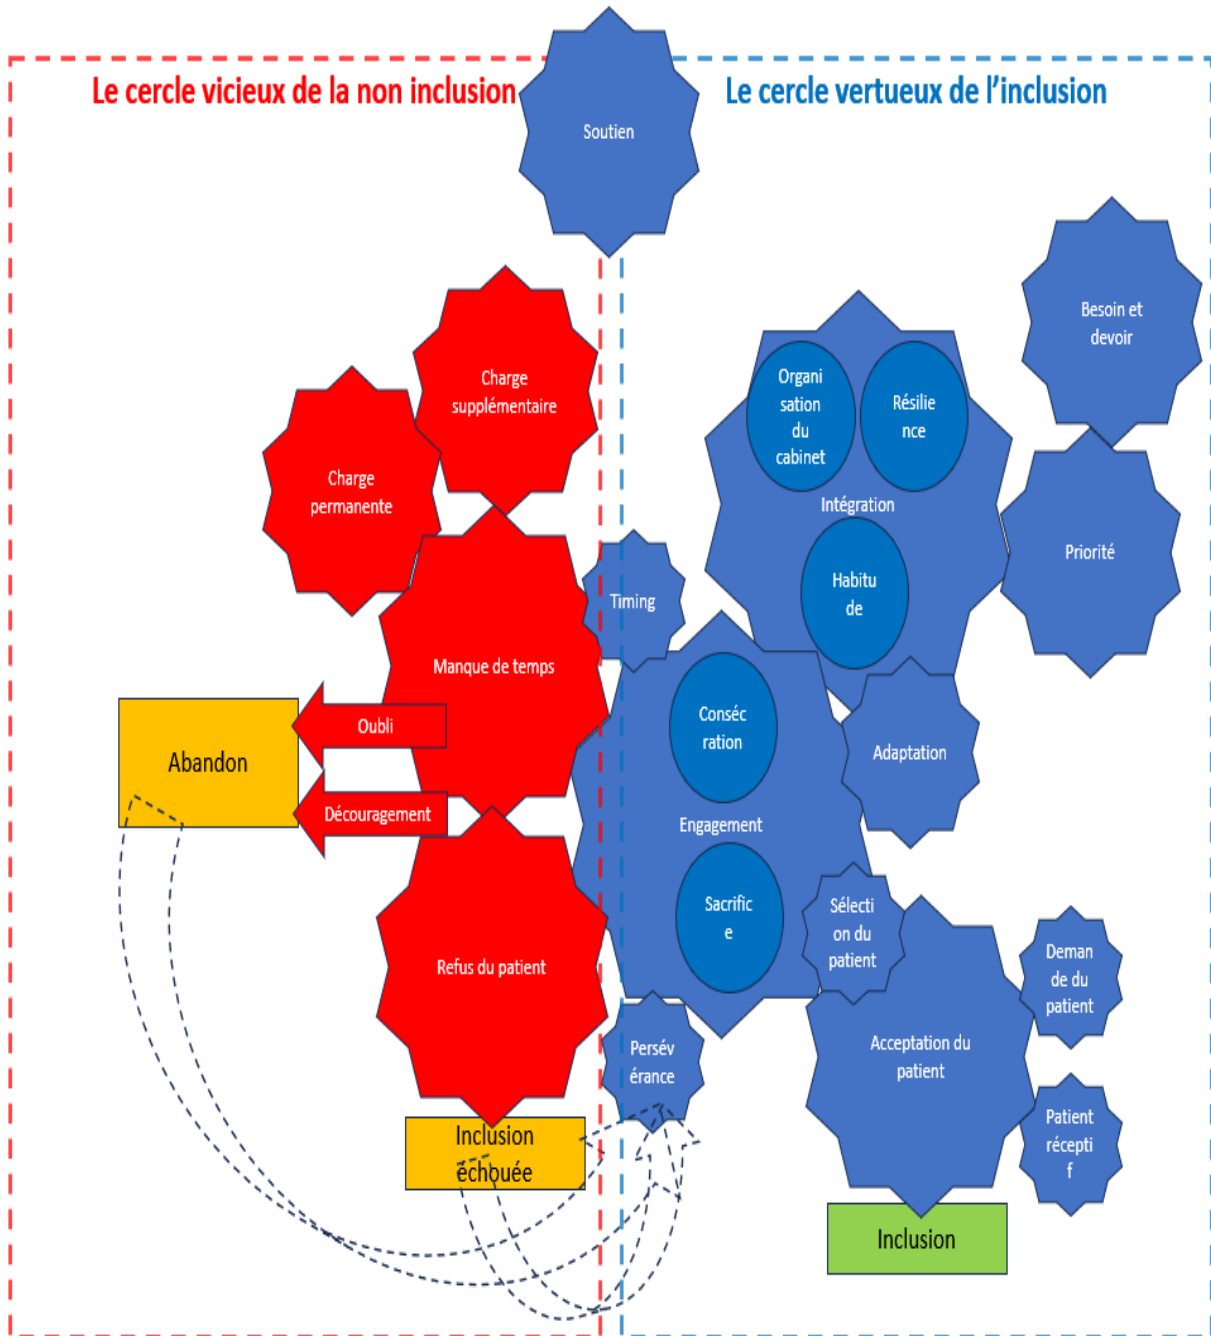 Le cercle vicieux de la non inclusion
Le cercle vertueux de l'inclusion
Soutien
Besoin et
devoir
Charge
supplémentaire
Organi
sation
du
cabinet
Résilie
nce
Charge
permanente
Intégration
Priorité
Habitu
de
Timing
Manque de temps
Conséc
ration
Oubli
Adaptation
Abandon
Découragement
Engagement
Sacrific
e
Sélecti
on du
patient
Refus du patient
Deman
de du
patient
Acceptation du
patient
Persév
érance
Patient
récepti
f
Inclusion
échouée
Inclusion